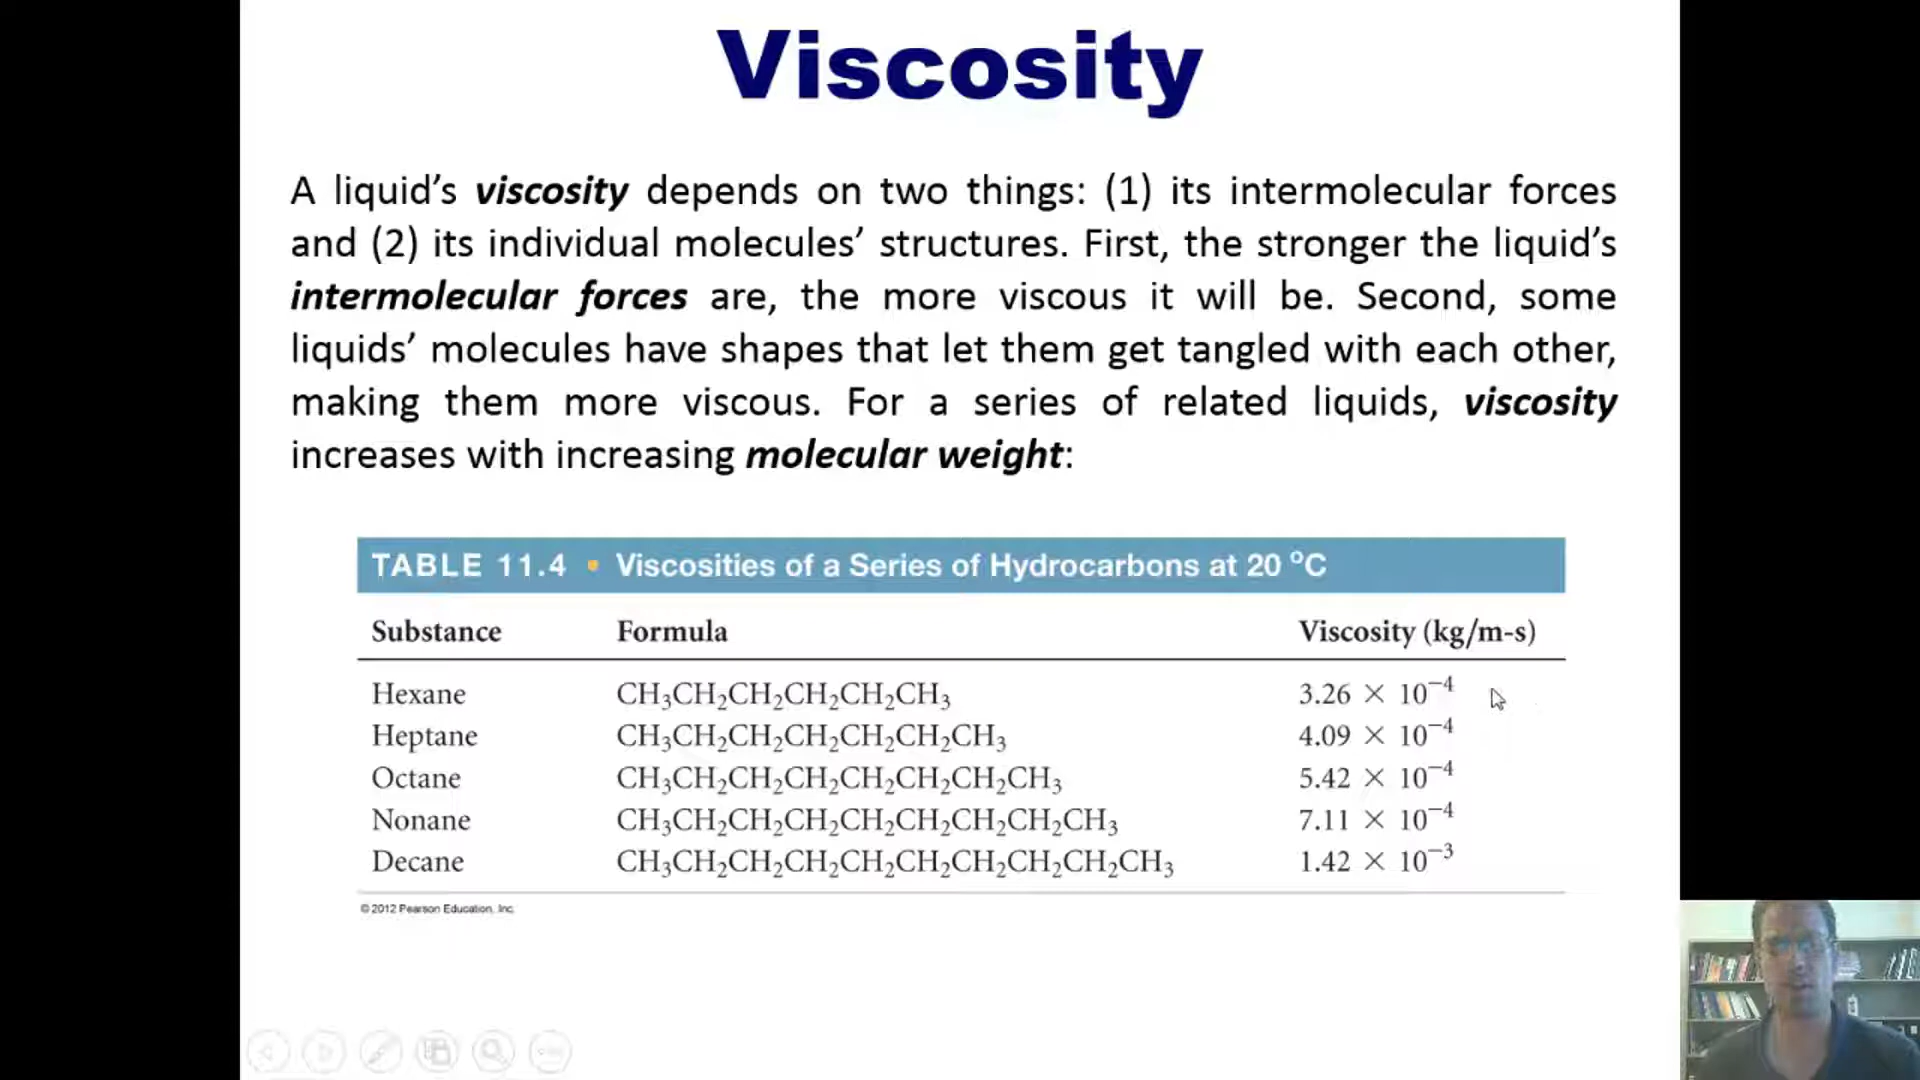 Viscosity
A liquid’s viscosity depends on two things: (1) its intermolecular forces
and (2) its individual molecules’ structures. First, the stronger the liquid’s
intermolecular forces are, the more viscous it will be. Second, some
liquids’ molecules have shapes that let them get tangled with each other,
making them more viscous. For a series of related liquids, viscosity
increases with increasing molecular weight:
TABLE 11.4 • Viscosities of a Series of Hydrocarbons at 20 °C
Substance Formula Viscosity (kg/m-s)
Hexane CH₃CH₂CH₂CH₂CH₂CH₃ 3.26 × 10⁻⁴
Heptane CH₃CH₂CH₂CH₂CH₂CH₂CH₃ 4.09 × 10⁻⁴
Octane CH₃CH₂CH₂CH₂CH₂CH₂CH₂CH₃ 5.42 × 10⁻⁴
Nonane CH₃CH₂CH₂CH₂CH₂CH₂CH₂CH₂CH₃ 7.11 × 10⁻⁴
Decane CH₃CH₂CH₂CH₂CH₂CH₂CH₂CH₂CH₂CH₃ 1.42 × 10⁻³
© 2012 Pearson Education, Inc.